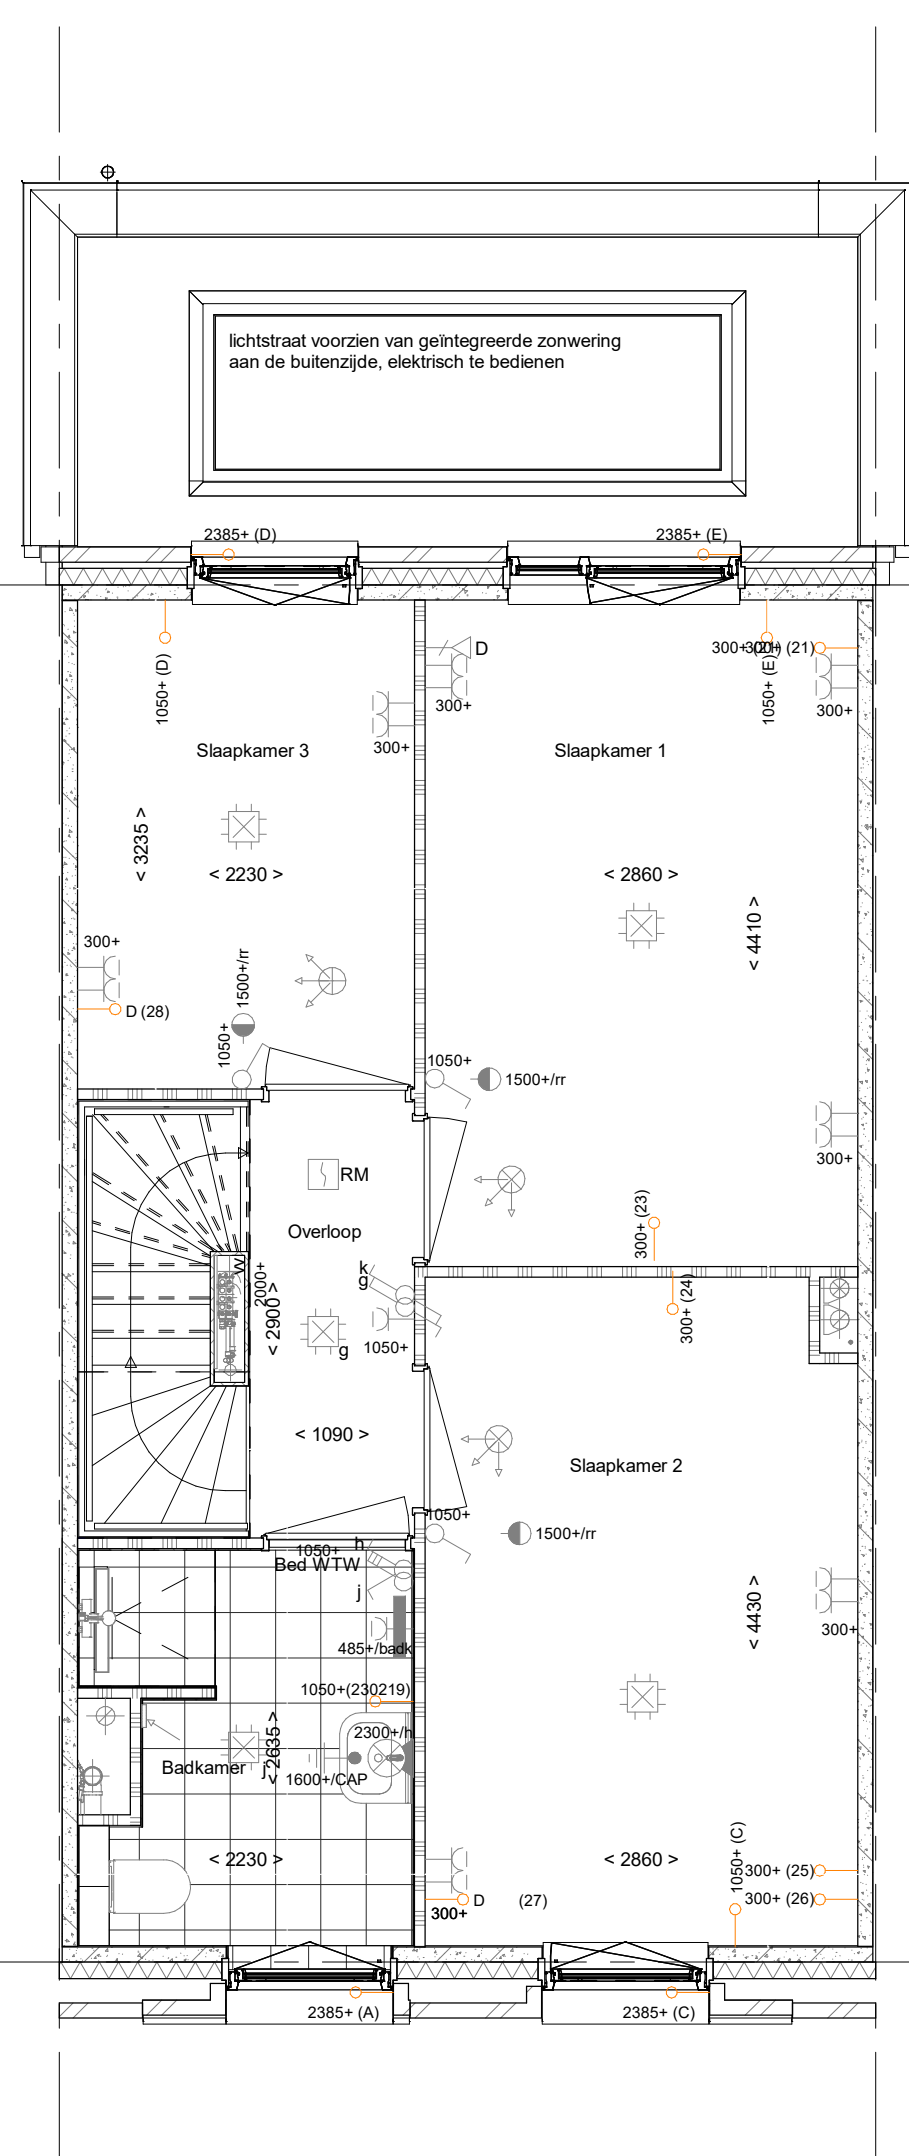 lichtstraat voorzien van geïntegreerde zonwering
aan de buitenzijde, elektrisch te bedienen
2385+ (D)
2385+ (E)
1050+ (D)
D
300+
300+ (21)
1050+ (E)
300+
300+
Slaapkamer 3
Slaapkamer 1
< 3235 >
< 2230 >
< 2860 >
< 4410 >
300+
D (28)
1500+/rr
1050+
1050+
1500+/rr
300+
RM
Overloop
300+ (23)
300+ (24)
k
g
2000+
< 2900 >
g
1050+
< 1090 >
Slaapkamer 2
1050+
1500+/rr
1050+
h
Bed WTW
j
485+/badk
300+
< 4430 >
1050+(230219)
2300+/h
< 2635 >
Badkamer
j
1600+/CAP
< 2230 >
< 2860 >
1050+ (C)
300+ (25)
300+ (26)
D
(27)
300+
2385+ (A)
2385+ (C)